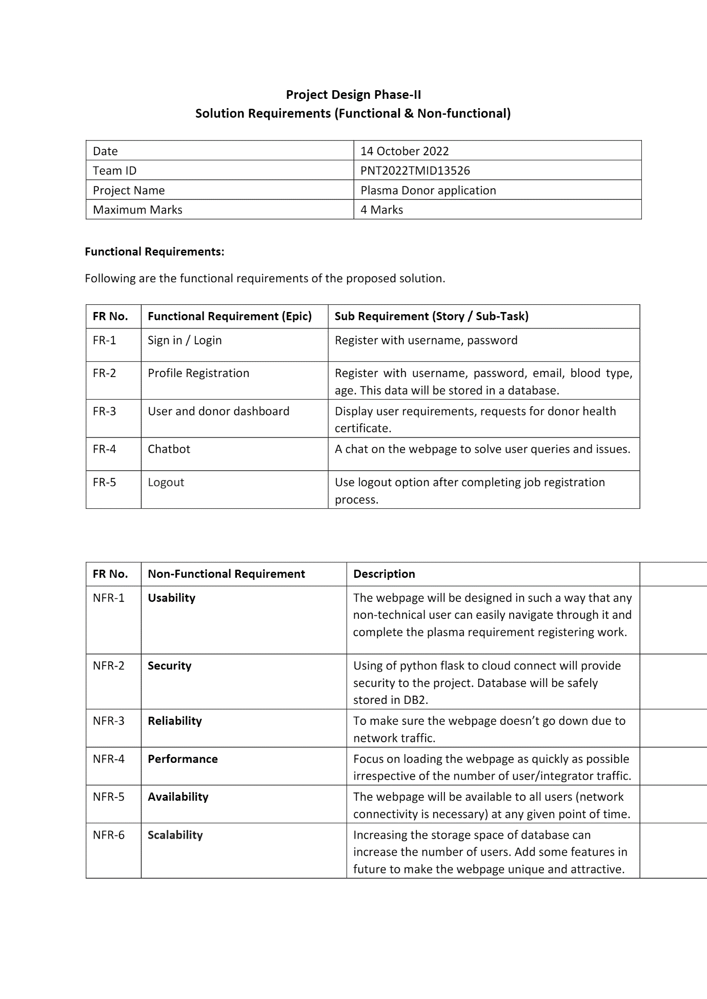 Project Design Phase-II
Solution Requirements (Functional & Non-functional)
Date 14 October 2022
Team ID PNT2022TMID13526
Project Name Plasma Donor application
Maximum Marks 4 Marks
Functional Requirements:
Following are the functional requirements of the proposed solution.
FR No. Functional Requirement (Epic) Sub Requirement (Story / Sub-Task)
FR-1 Sign in / Login Register with username, password
FR-2 Profile Registration Register with username, password, email, blood type,
age. This data will be stored in a database.
FR-3 User and donor dashboard Display user requirements, requests for donor health
certificate.
FR-4 Chatbot A chat on the webpage to solve user queries and issues.
FR-5 Logout Use logout option after completing job registration
process.
FR No. Non-Functional Requirement Description
NFR-1 Usability The webpage will be designed in such a way that any
non-technical user can easily navigate through it and
complete the plasma requirement registering work.
NFR-2 Security Using of python flask to cloud connect will provide
security to the project. Database will be safely
stored in DB2.
NFR-3 Reliability To make sure the webpage doesn’t go down due to
network traffic.
NFR-4 Performance Focus on loading the webpage as quickly as possible
irrespective of the number of user/integrator traffic.
NFR-5 Availability The webpage will be available to all users (network
connectivity is necessary) at any given point of time.
NFR-6 Scalability Increasing the storage space of database can
increase the number of users. Add some features in
future to make the webpage unique and attractive.